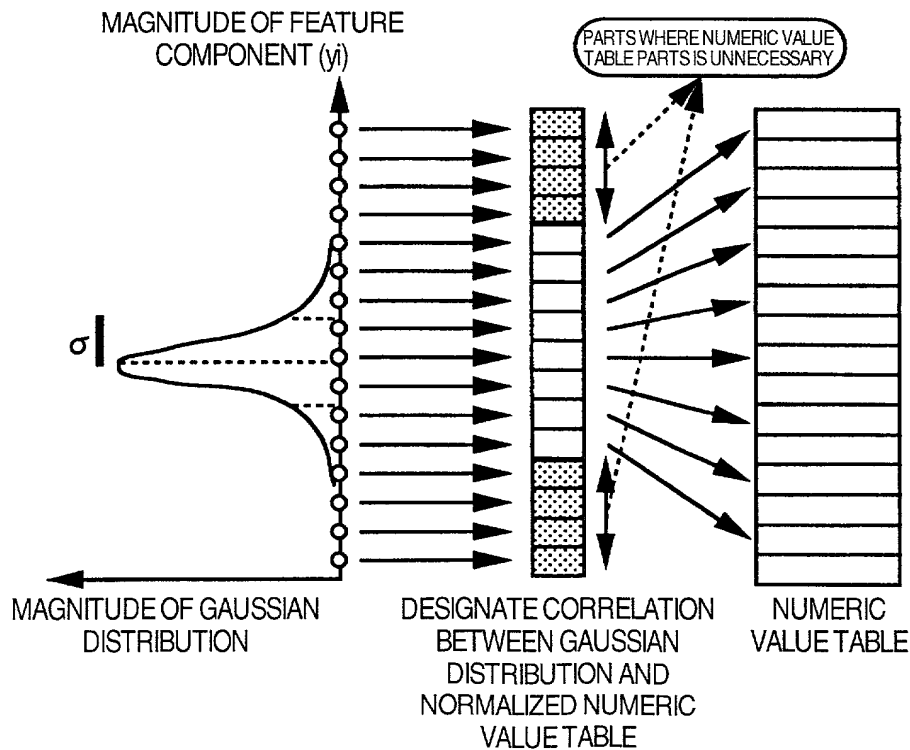 MAGNITUDE OF FEATURE
COMPONENT (yi)
PARTS WHERE NUMERIC VALUE
TABLE PARTS IS UNNECESSARY
σ
MAGNITUDE OF GAUSSIAN
DISTRIBUTION
DESIGNATE CORRELATION
BETWEEN GAUSSIAN
DISTRIBUTION AND
NORMALIZED NUMERIC
VALUE TABLE
NUMERIC
VALUE TABLE